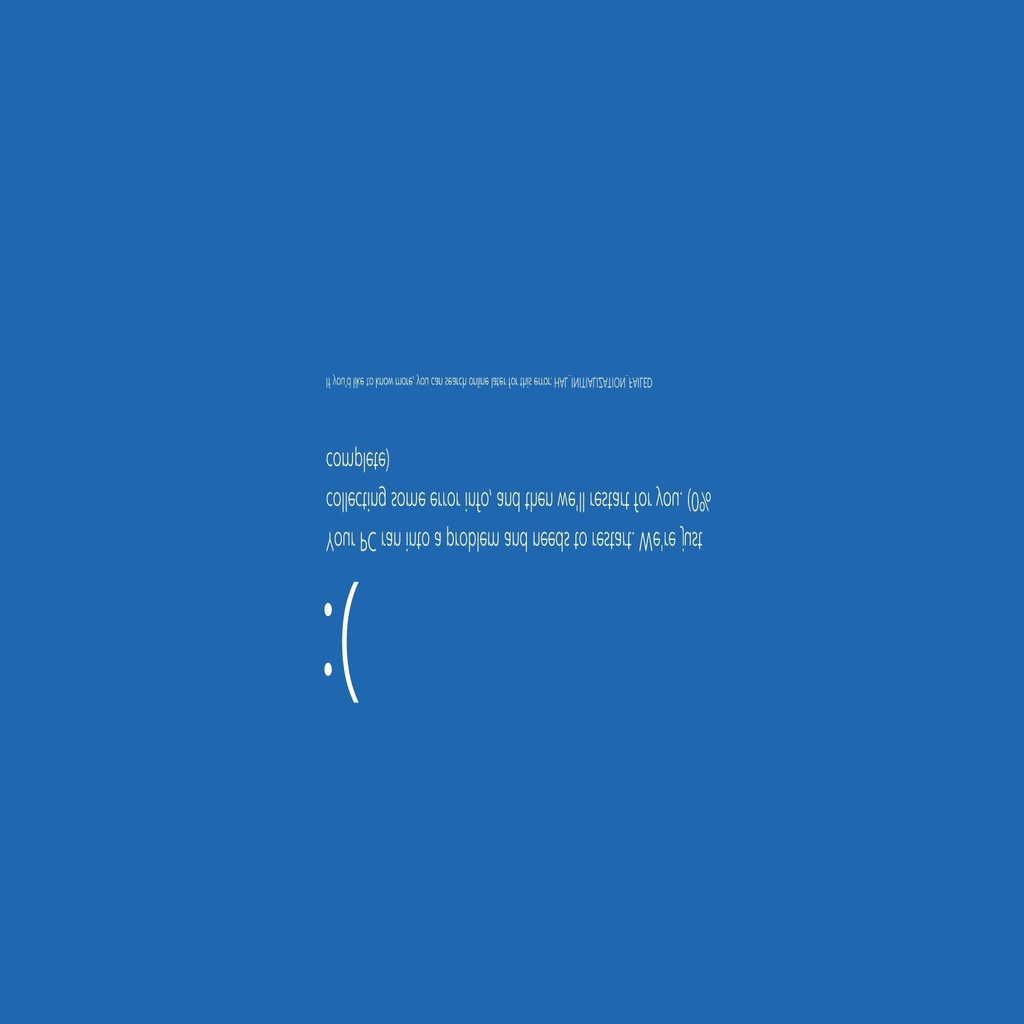 :(
Your PC ran into a problem and needs to restart. We're just
collecting some error info, and then we'll restart for you. (0%
complete)
If you'd like to know more, you can search online later for this error: HAL_INITIALIZATION_FAILED